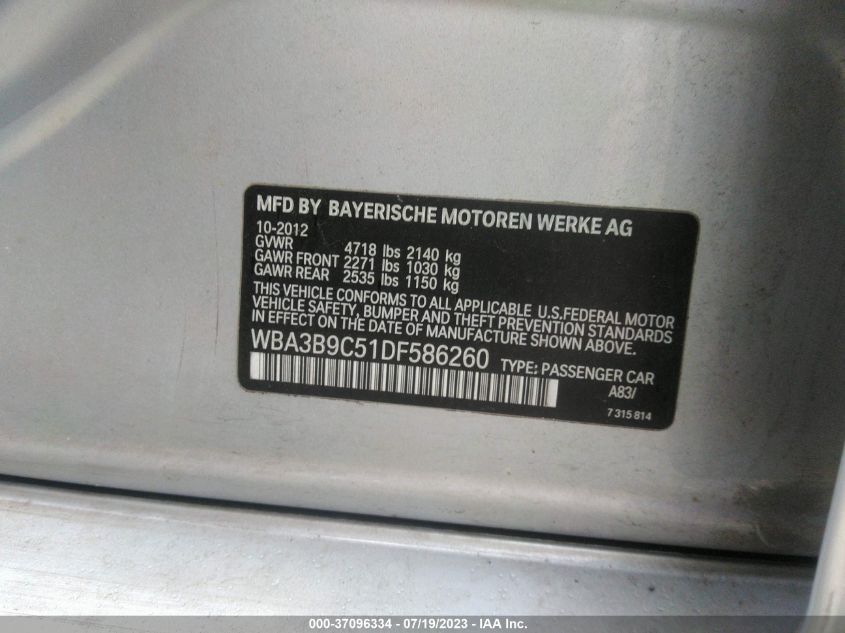 MFD BY BAYERISCHE MOTOREN WERKE AG
10-2012
GVWR 4718 lbs 2140 kg
GAWR FRONT 2271 lbs 1030 kg
GAWR REAR 2535 lbs 1150 kg
THIS VEHICLE CONFORMS TO ALL APPLICABLE U.S.FEDERAL MOTOR
VEHICLE SAFETY, BUMPER AND THEFT PREVENTION STANDARDS
IN EFFECT ON THE DATE OF MANUFACTURE SHOWN ABOVE.
WBA3B9C51DF586260 TYPE: PASSENGER CAR
A83/
7 315 814
000-37096334 - 07/19/2023 - IAA Inc.